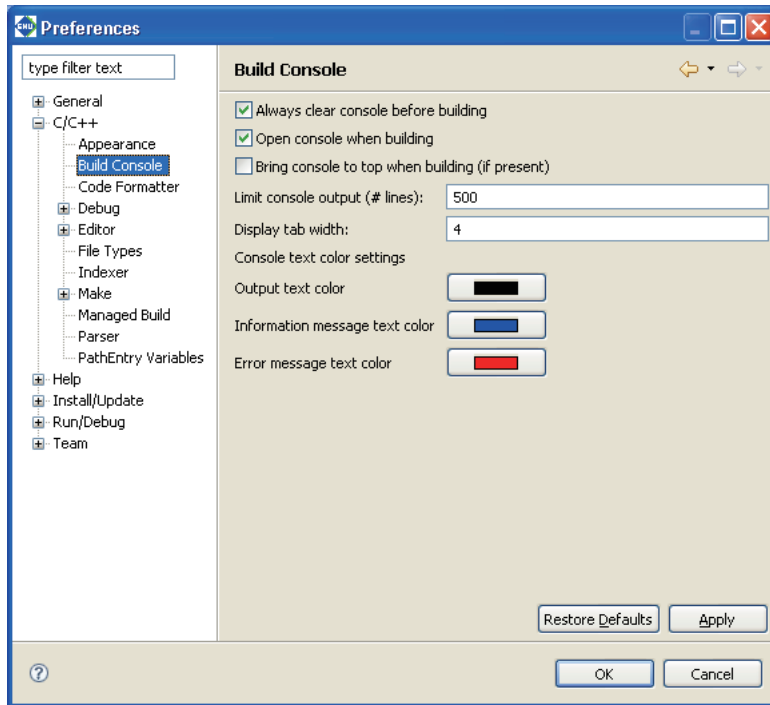 GNU Preferences
type filter text
General
C/C++
Appearance
Build Console
Code Formatter
Debug
Editor
File Types
Indexer
Make
Managed Build
Parser
PathEntry Variables
Help
Install/Update
Run/Debug
Team
Build Console
Always clear console before building
Open console when building
Bring console to top when building (if present)
Limit console output (# lines): 500
Display tab width: 4
Console text color settings
Output text color
Information message text color
Error message text color
Restore Defaults Apply
? OK Cancel